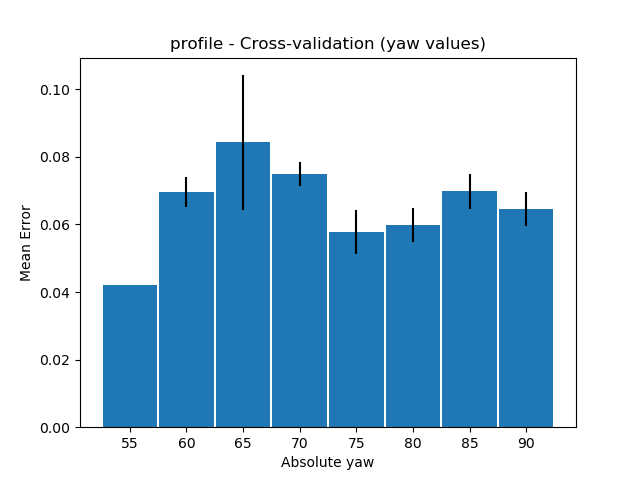 profile - Cross-validation (yaw values)
Mean Error
0.10
0.08
0.06
0.04
0.02
0.00
55 60 65 70 75 80 85 90
Absolute yaw